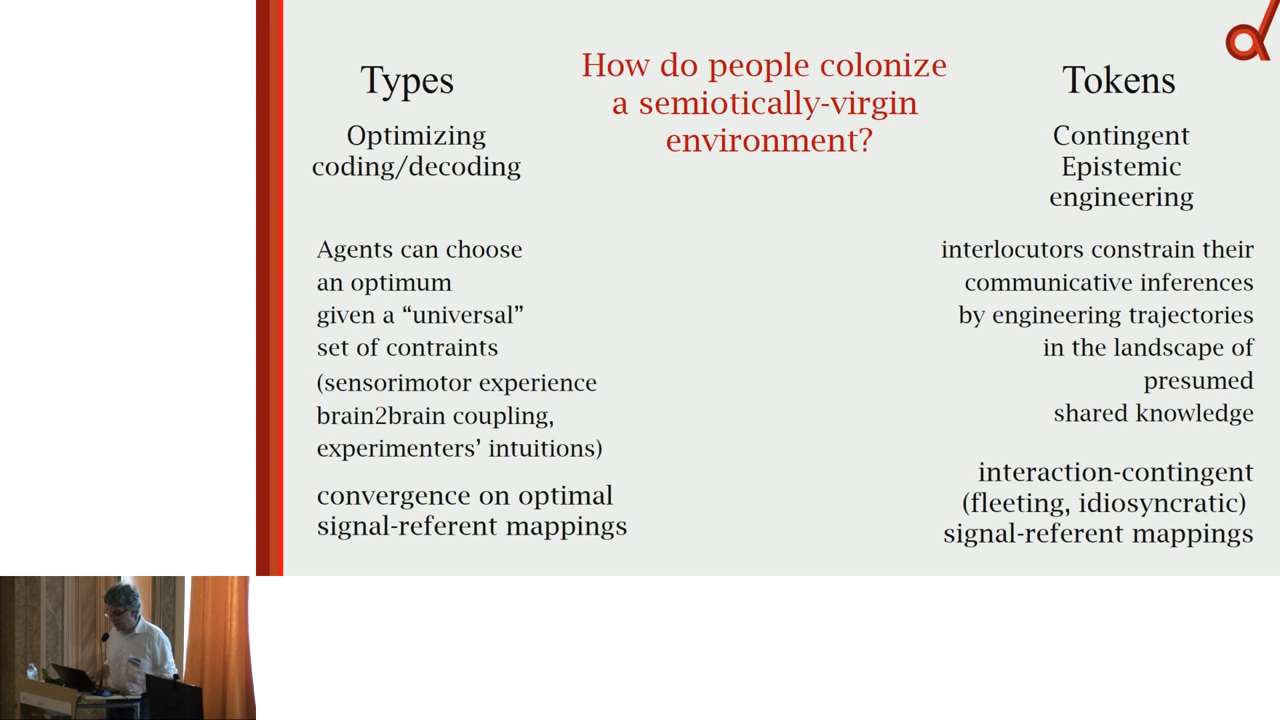 Types
Optimizing
coding/decoding
Agents can choose
an optimum
given a “universal”
set of contraints
(sensorimotor experience
brain2brain coupling,
experimenters’ intuitions)
convergence on optimal
signal-referent mappings
How do people colonize
a semiotically-virgin
environment?
Tokens
Contingent
Epistemic
engineering
interlocutors constrain their
communicative inferences
by engineering trajectories
in the landscape of
presumed
shared knowledge
interaction-contingent
(fleeting, idiosyncratic)
signal-referent mappings